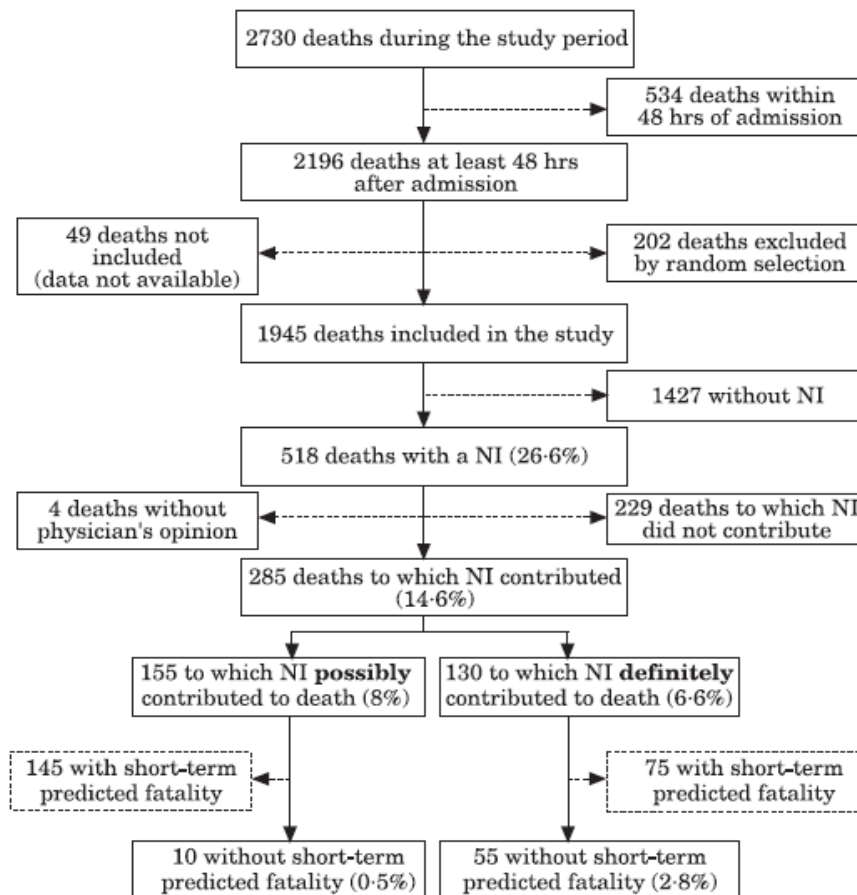 2730 deaths during the study period
534 deaths within
48 hrs of admission
2196 deaths at least 48 hrs
after admission
49 deaths not
included
(data not available)
202 deaths excluded
by random selection
1945 deaths included in the study
1427 without NI
518 deaths with a NI (26·6%)
4 deaths without
physician's opinion
229 deaths to which NI
did not contribute
285 deaths to which NI contributed
(14·6%)
155 to which NI possibly
contributed to death (8%)
130 to which NI definitely
contributed to death (6·6%)
145 with short-term
predicted fatality
75 with short-term
predicted fatality
10 without short-term
predicted fatality (0·5%)
55 without short-term
predicted fatality (2·8%)